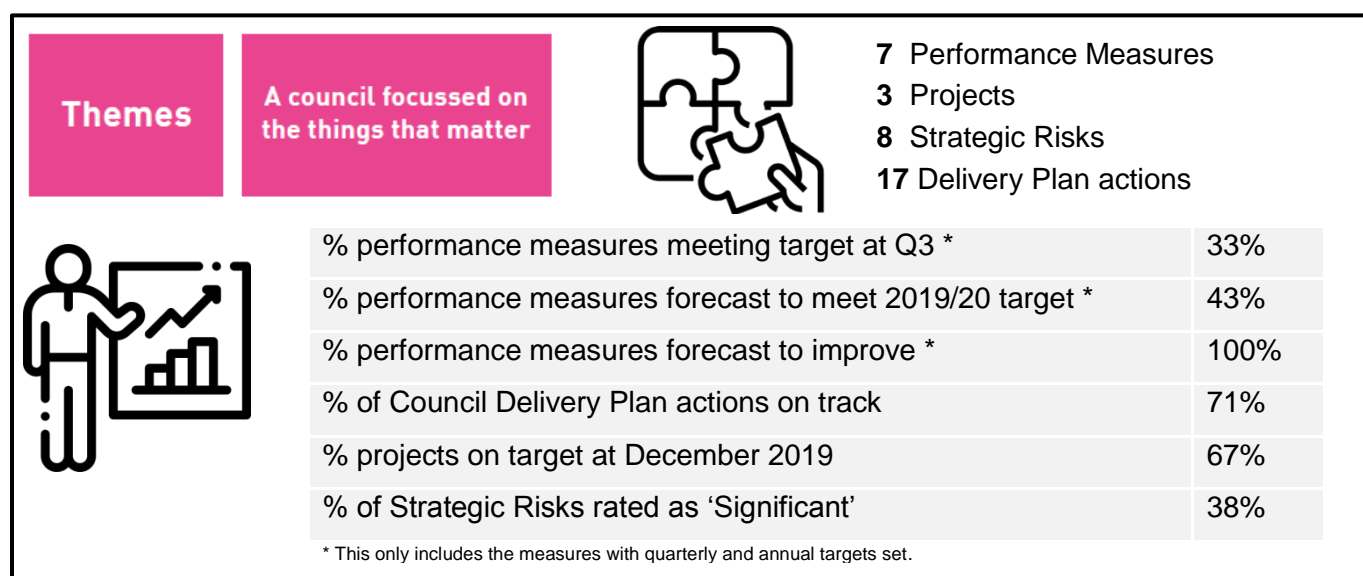 Themes
A council focussed on
the things that matter
7 Performance Measures
3 Projects
8 Strategic Risks
17 Delivery Plan actions
% performance measures meeting target at Q3 * 33%
% performance measures forecast to meet 2019/20 target * 43%
% performance measures forecast to improve * 100%
% of Council Delivery Plan actions on track 71%
% projects on target at December 2019 67%
% of Strategic Risks rated as ‘Significant’ 38%
* This only includes the measures with quarterly and annual targets set.